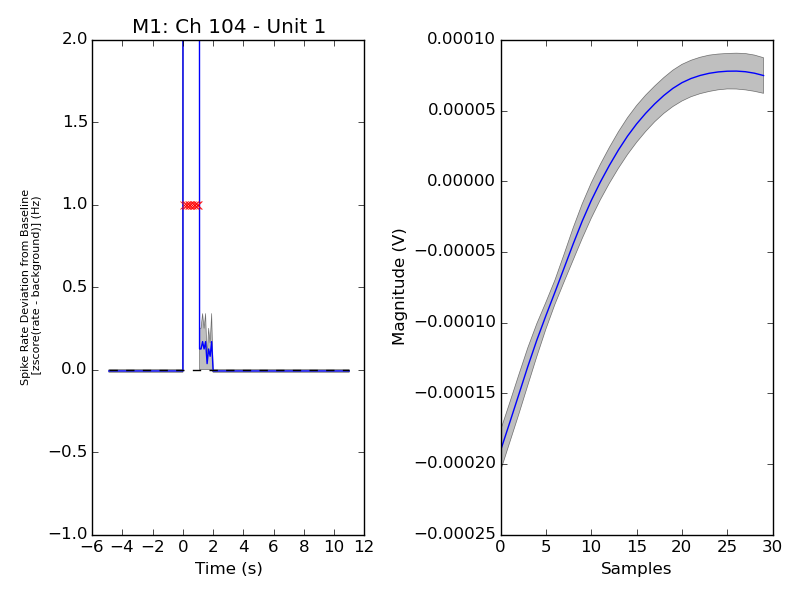 M1: Ch 104 - Unit 1
2.0
1.5
1.0
0.5
0.0
−0.5
−1.0
−6 −4 −2 0 2 4 6 8 10 12
Time (s)
Spike Rate Deviation from Baseline
[zscore(rate - background)] (Hz)
0.00010
0.00005
0.00000
−0.00005
−0.00010
−0.00015
−0.00020
−0.00025
0 5 10 15 20 25 30
Samples
Magnitude (V)